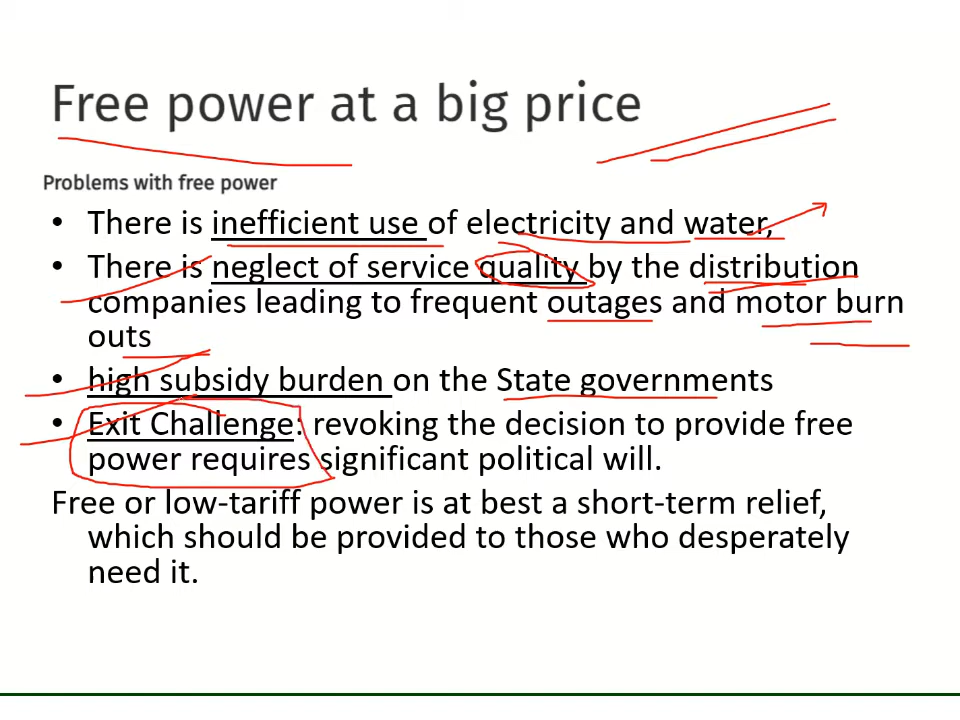 Free power at a big price
Problems with free power
• There is inefficient use of electricity and water,
• There is neglect of service quality by the distribution
companies leading to frequent outages and motor burn
outs
• high subsidy burden on the State governments
• Exit Challenge: revoking the decision to provide free
power requires significant political will.
Free or low-tariff power is at best a short-term relief,
which should be provided to those who desperately
need it.